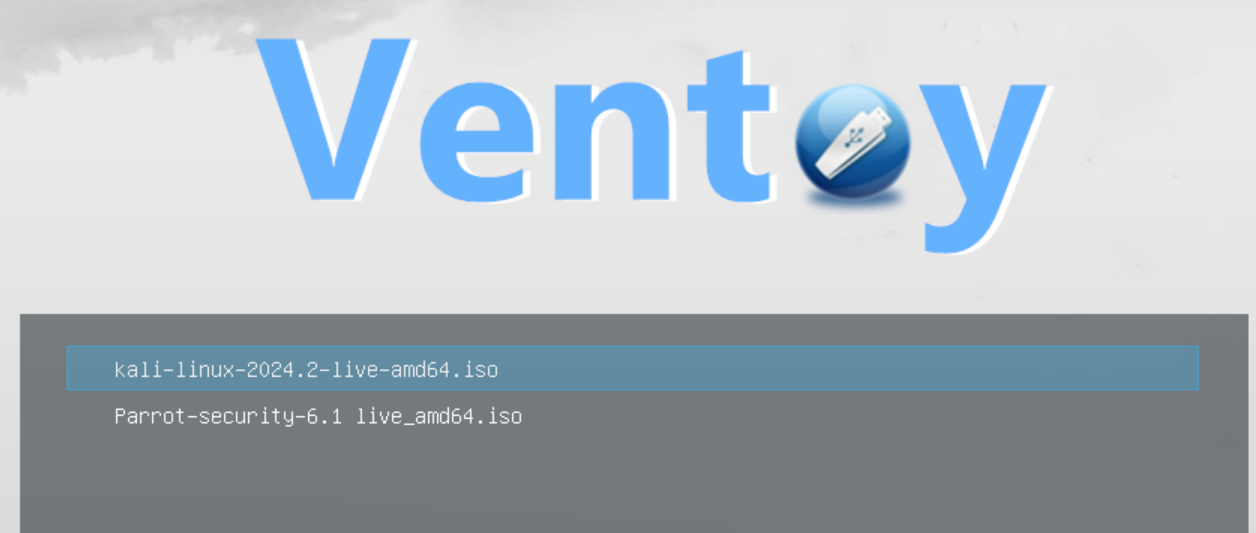 Ventoy
kali-linux-2024.2-live-amd64.iso
Parrot-security-6.1 live_amd64.iso